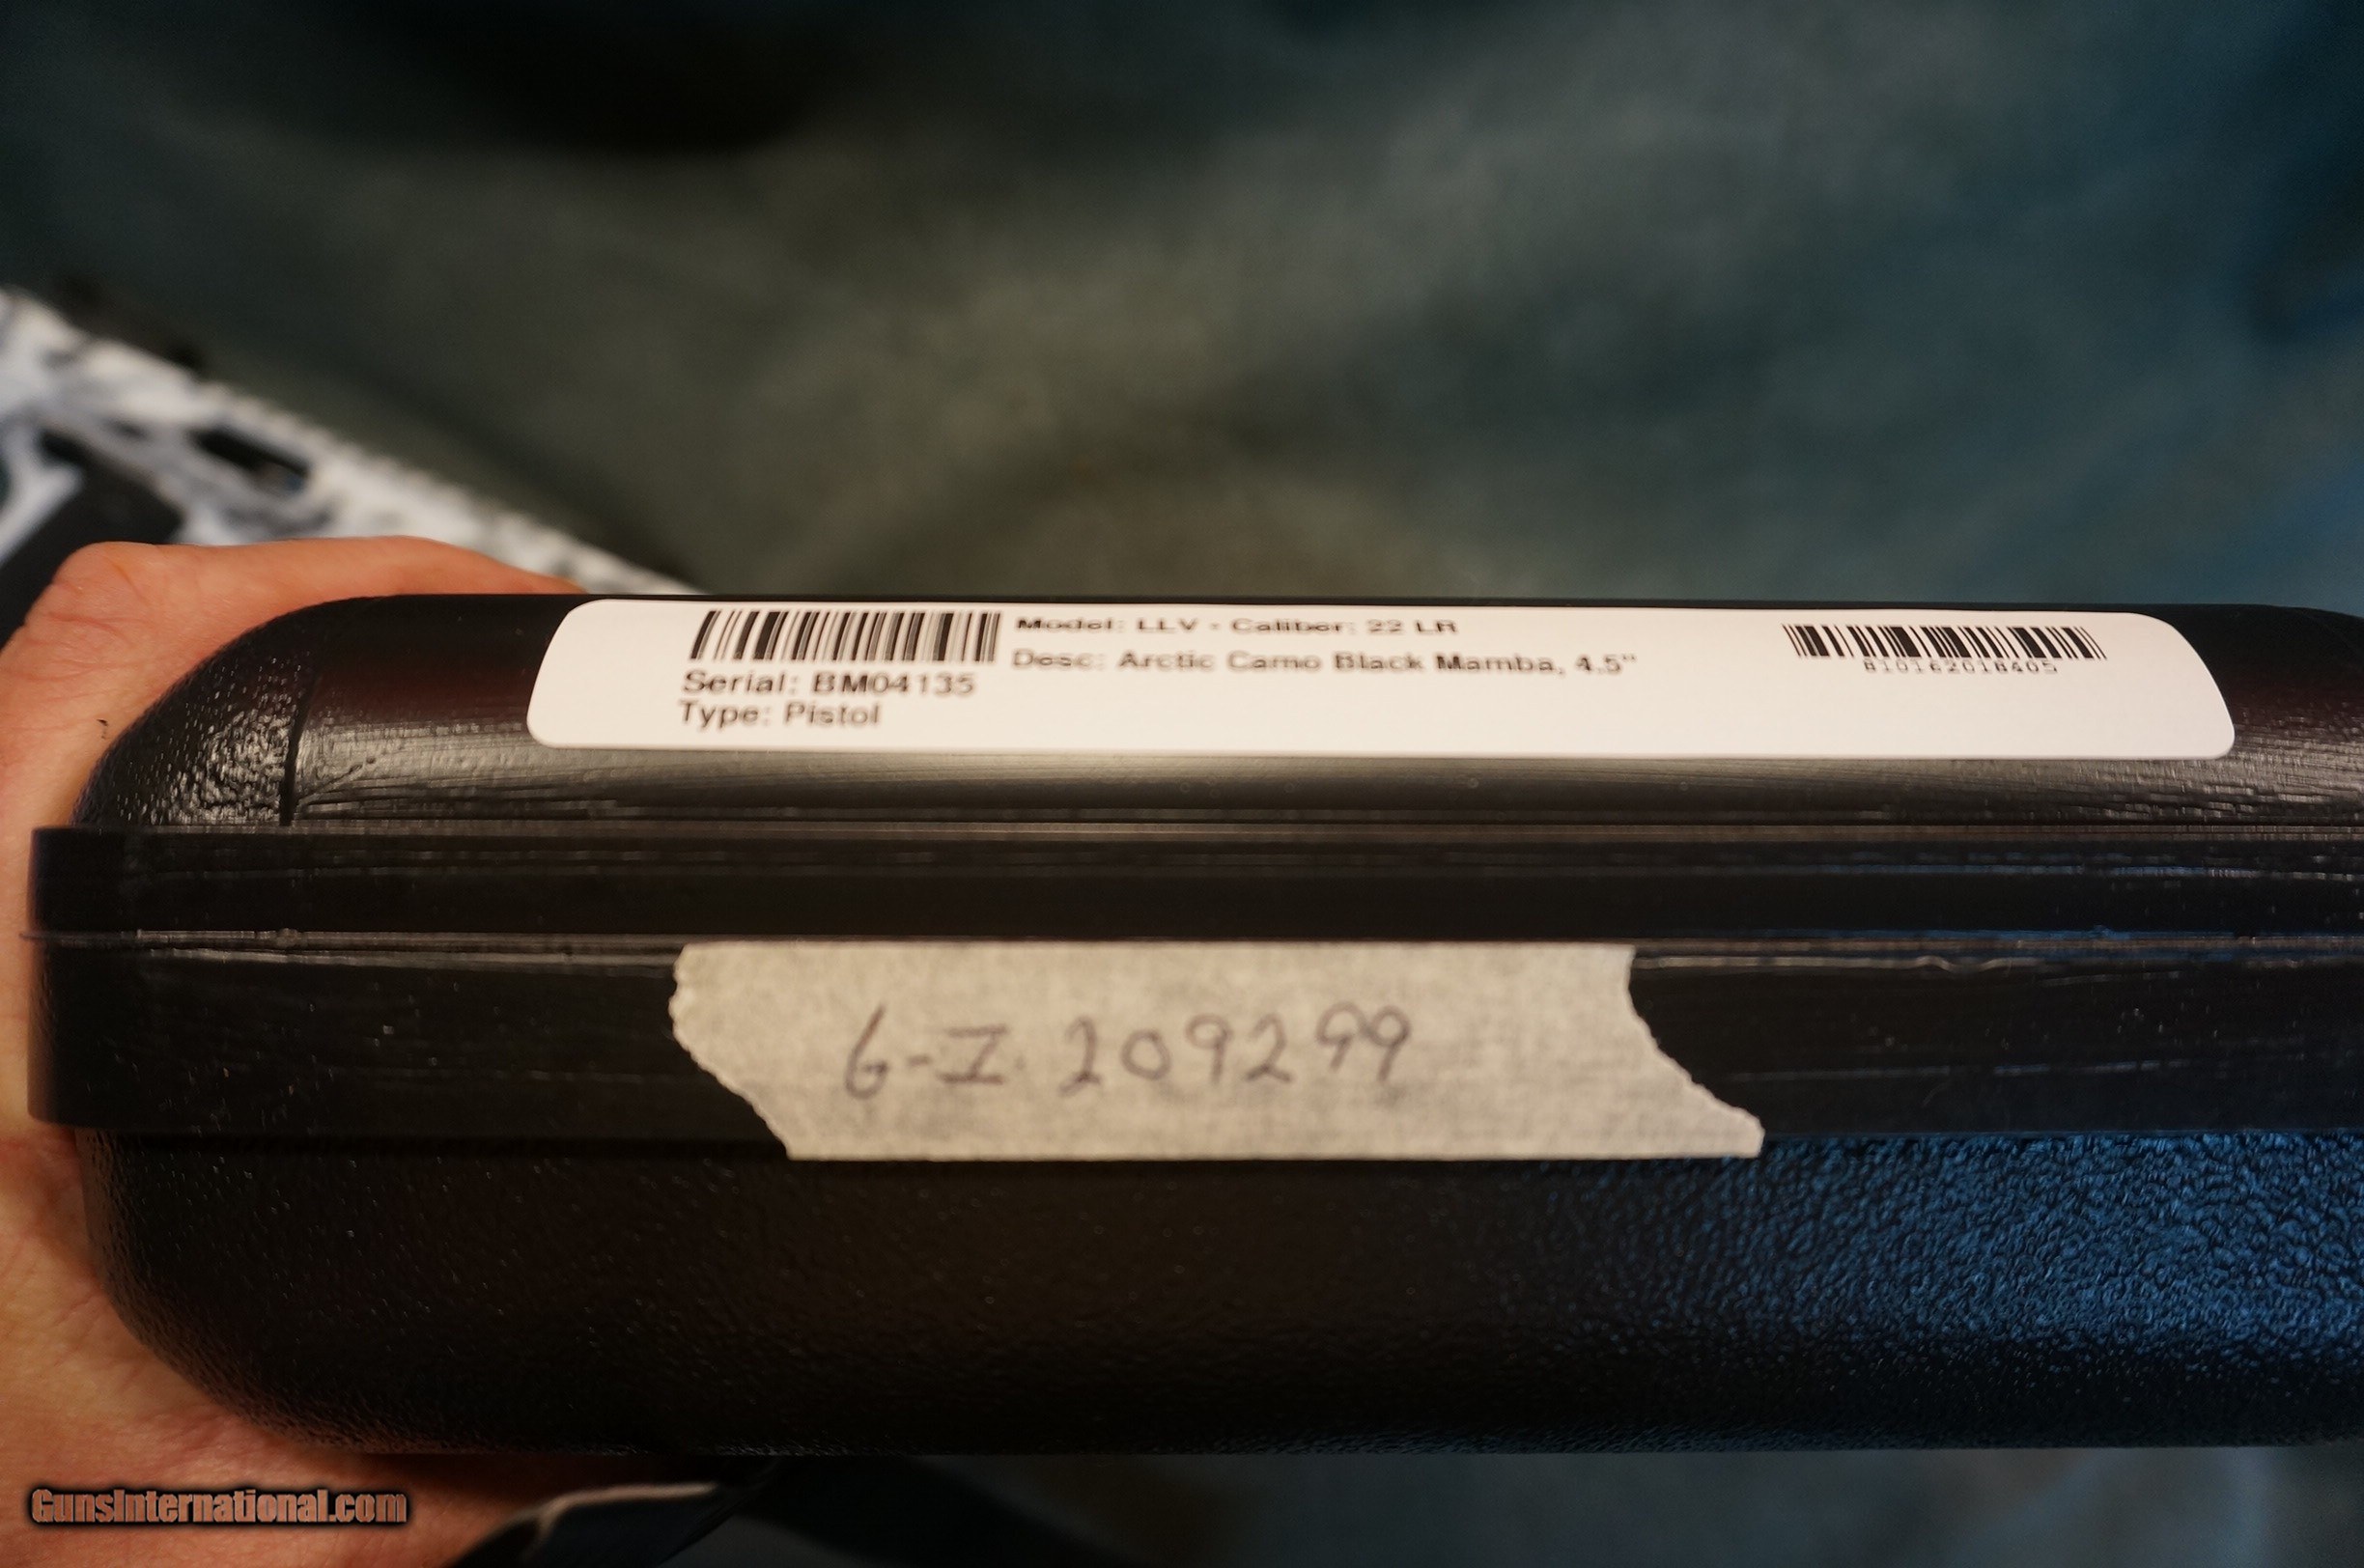 Model: LLV - Caliber: 22 LR
Desc: Arctic Camo Black Mamba, 4.5"
Serial: BM04135
Type: Pistol
810162018405
G-I 209299
GunsInternational.com